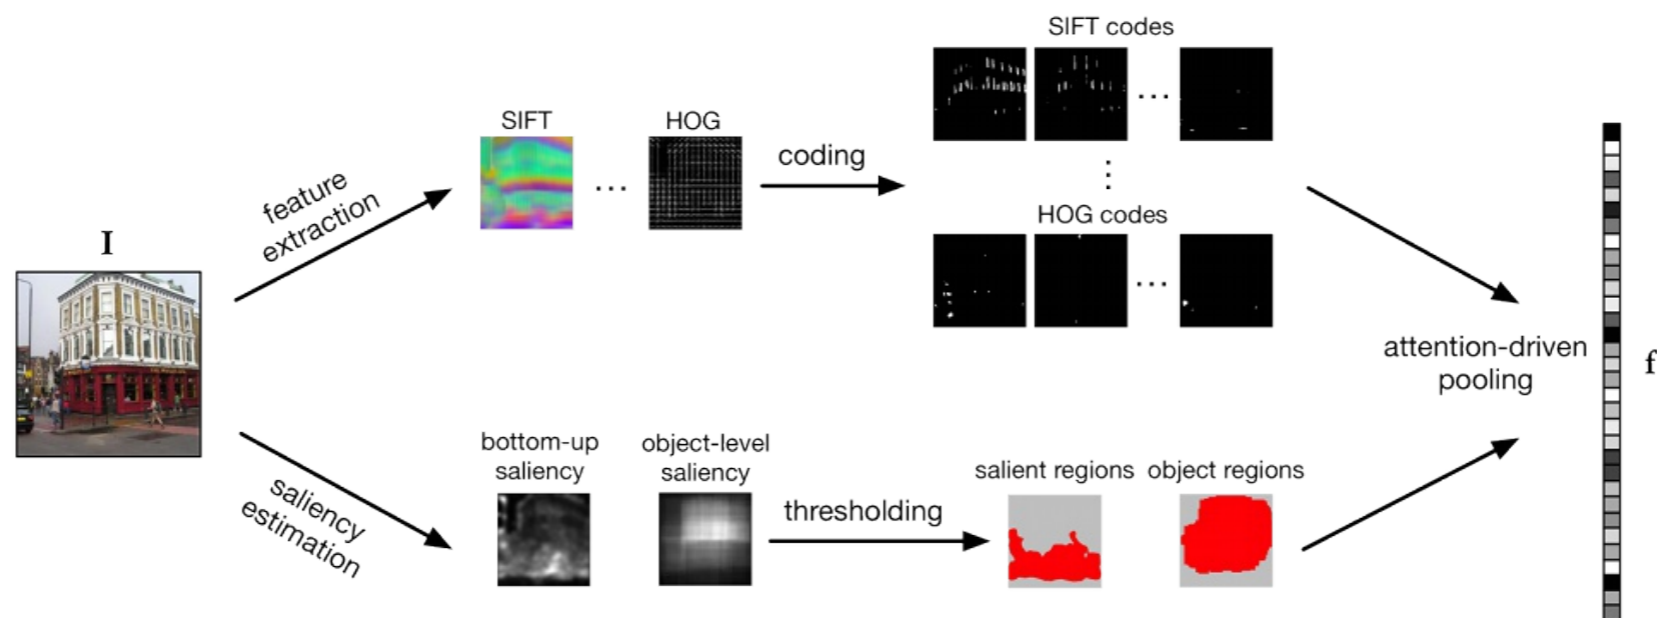 I
feature
extraction
SIFT
...
HOG
coding
SIFT codes
...
⋮
HOG codes
...
saliency
estimation
bottom-up
saliency
object-level
saliency
thresholding
salient regions
object regions
attention-driven
pooling
f